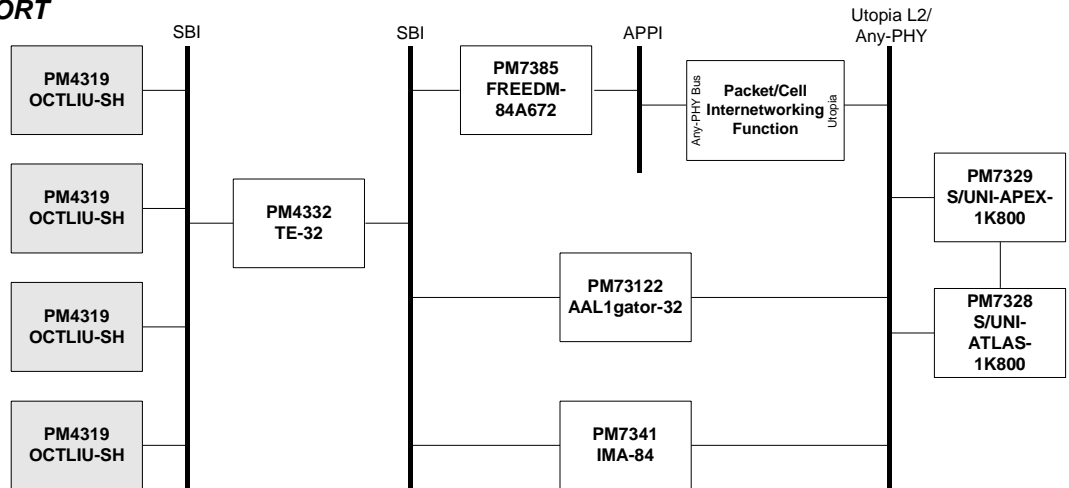 ORT
SBI
SBI
APPI
Utopia L2/
Any-PHY
PM4319
OCTLIU-SH
PM4319
OCTLIU-SH
PM4319
OCTLIU-SH
PM4319
OCTLIU-SH
PM4332
TE-32
PM7385
FREEDM-
84A672
Any-PHY Bus
Packet/Cell
Internetworking
Function
Utopia
PM73122
AAL1gator-32
PM7341
IMA-84
PM7329
S/UNI-APEX-
1K800
PM7328
S/UNI-
ATLAS-
1K800